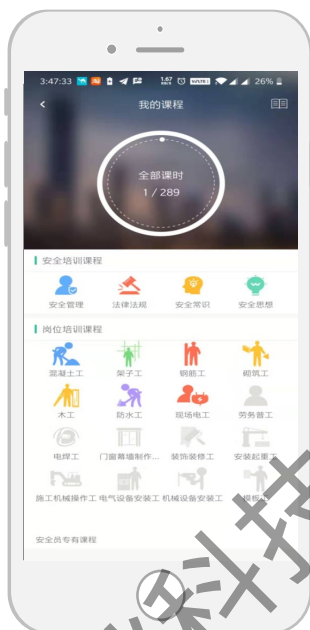 3:47:33 1.67 KB/S VoLTE 26%
我的课程
全部课时
1 / 289
安全培训课程
安全管理 法律法规 安全常识 安全思想
岗位培训课程
混凝土工 架子工 钢筋工 砌筑工
木工 防水工 现场电工 劳务普工
电焊工 门窗幕墙制作... 装饰装修工 安装起重工
施工机械操作工 电气设备安装工 机械设备安装工 模板工
安全员专有课程
科技